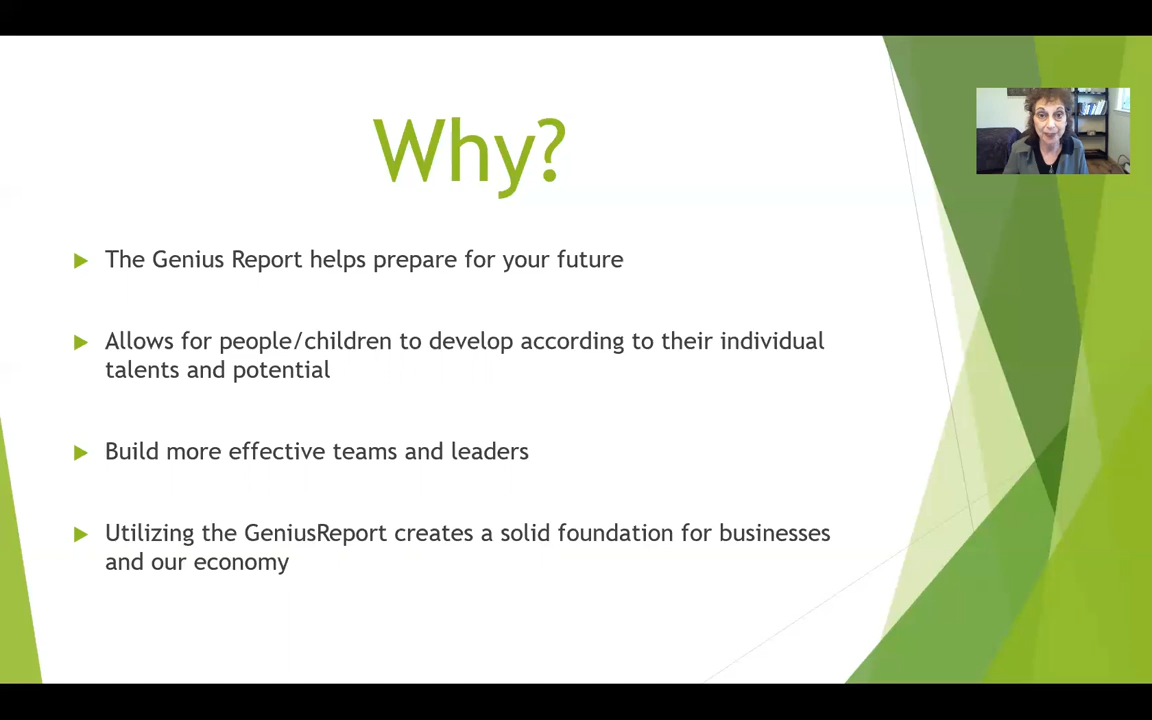 Why?
The Genius Report helps prepare for your future
Allows for people/children to develop according to their individual
talents and potential
Build more effective teams and leaders
Utilizing the GeniusReport creates a solid foundation for businesses
and our economy